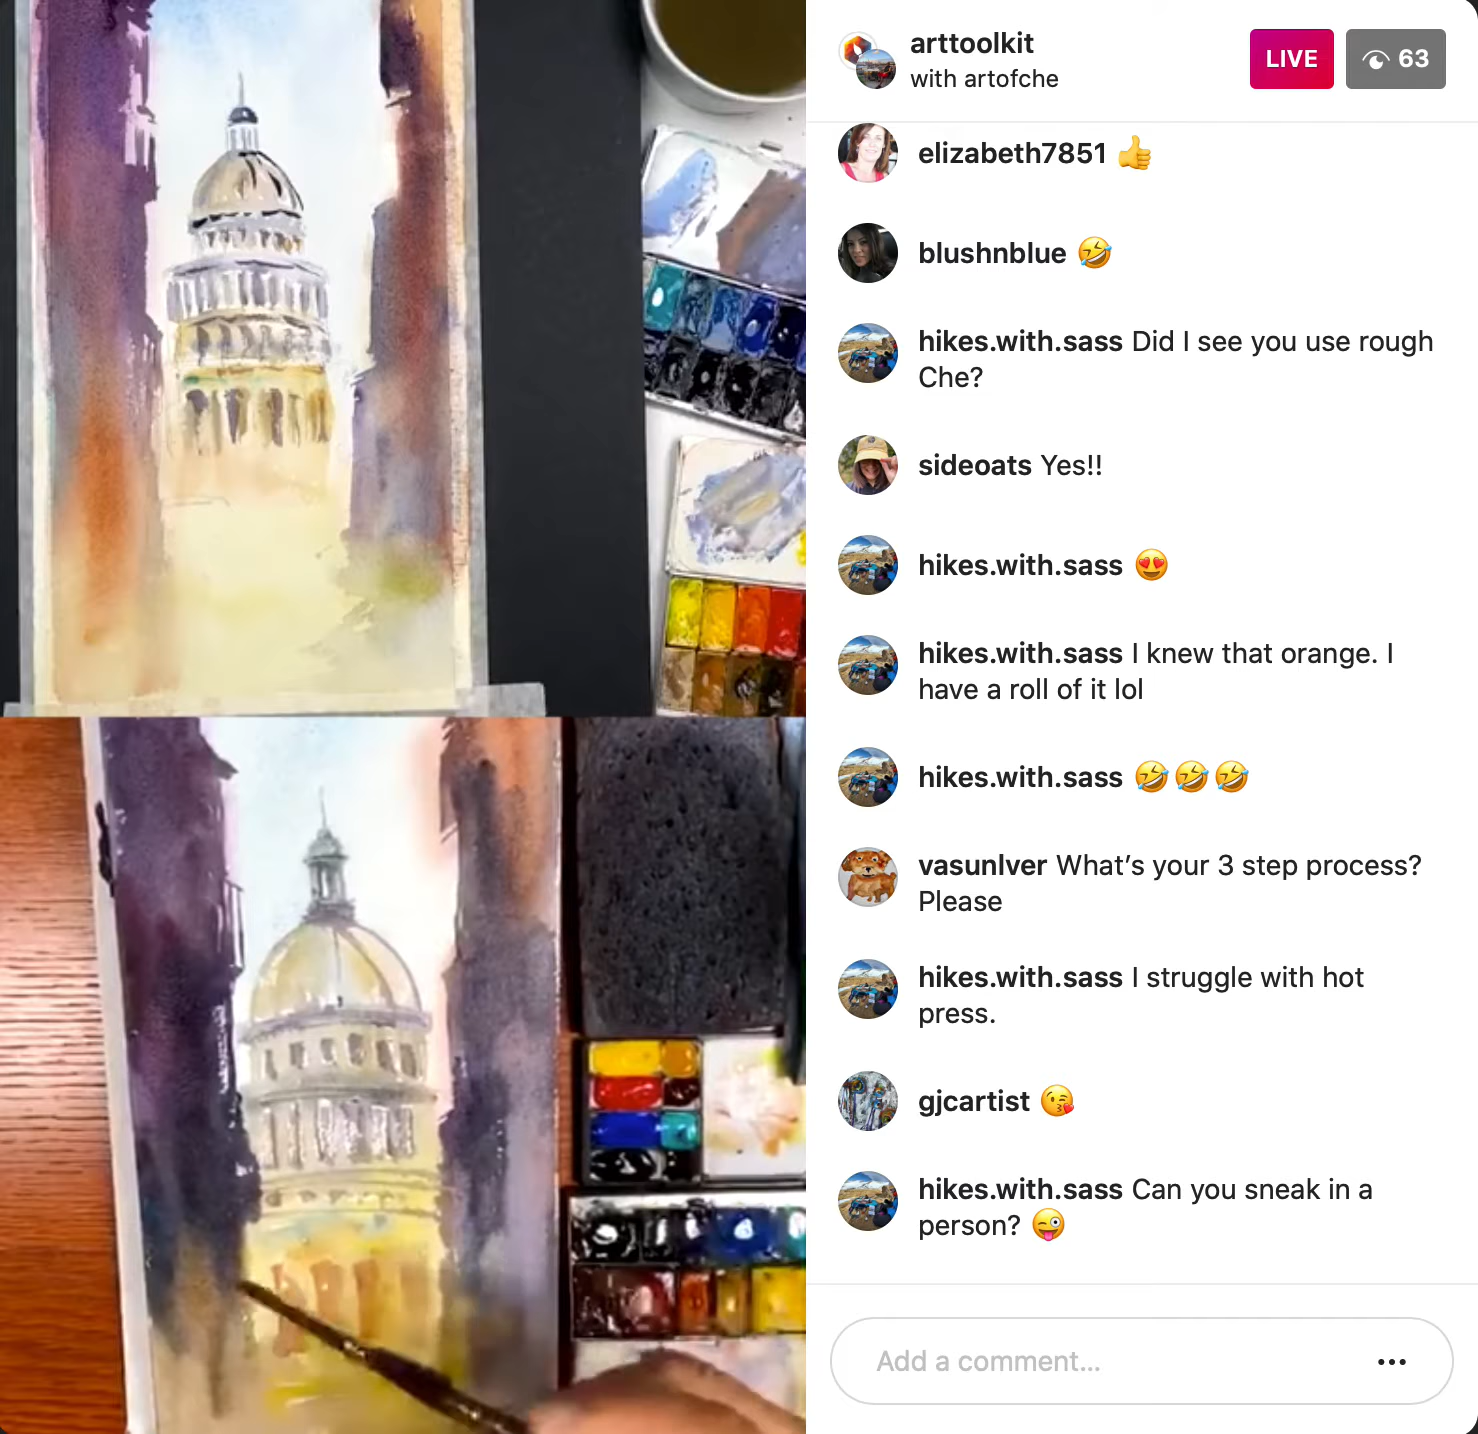 arttoolkit
with artofche
LIVE
63
elizabeth7851 👍
blushnblue 🤣
hikes.with.sass Did I see you use rough
Che?
sideoats Yes!!
hikes.with.sass 😍
hikes.with.sass I knew that orange. I
have a roll of it lol
hikes.with.sass 🤣🤣🤣
vasunlver What’s your 3 step process?
Please
hikes.with.sass I struggle with hot
press.
gjcartist 😘
hikes.with.sass Can you sneak in a
person? 😜
Add a comment...